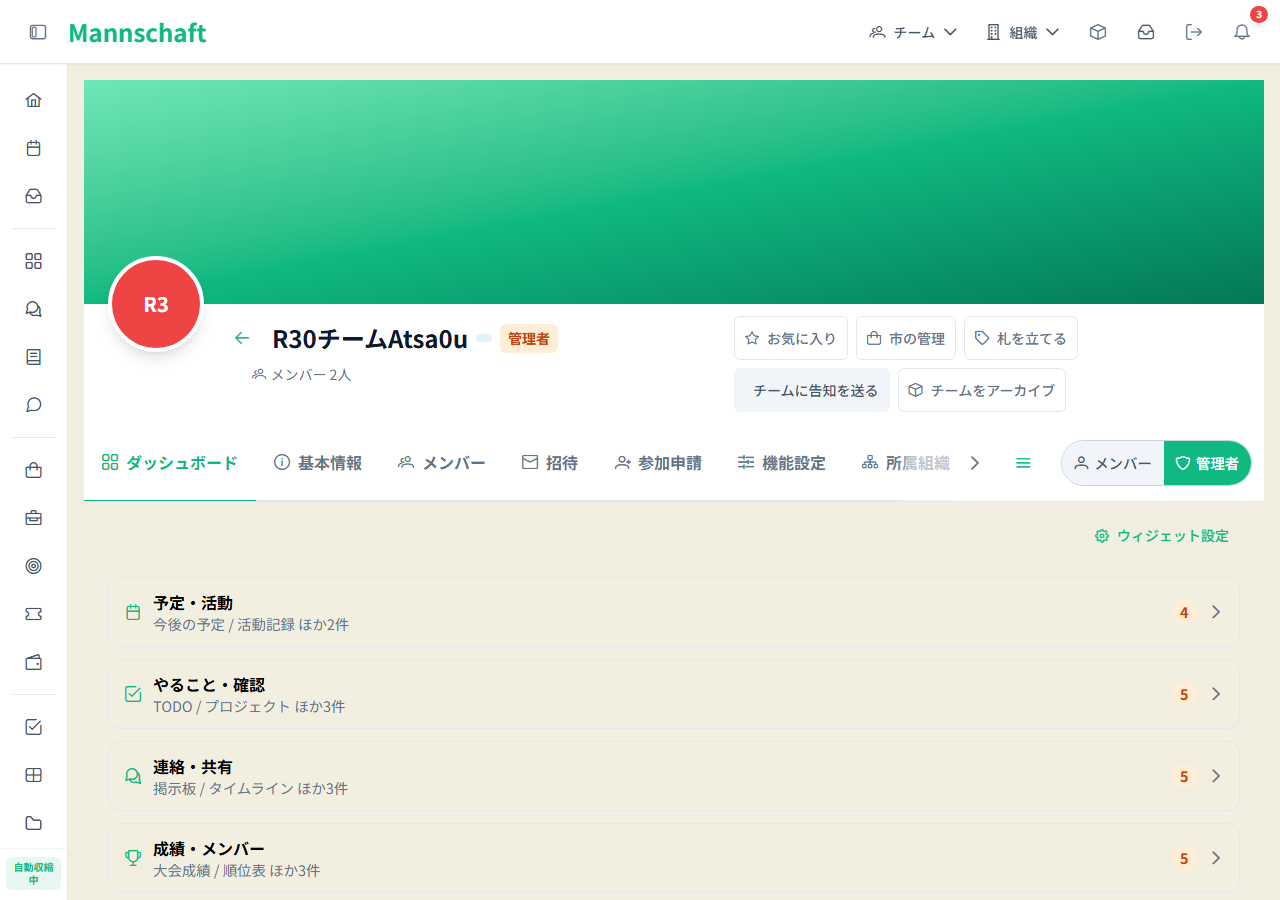 Mannschaft
チーム
組織
3
R3
R30チームAtsa0u
管理者
メンバー 2人
お気に入り
市の管理
札を立てる
チームに告知を送る
チームをアーカイブ
ダッシュボード
基本情報
メンバー
招待
参加申請
機能設定
所属組織
メンバー
管理者
ウィジェット設定
予定・活動
今後の予定 / 活動記録 ほか2件
4
やること・確認
TODO / プロジェクト ほか3件
5
連絡・共有
掲示板 / タイムライン ほか3件
5
成績・メンバー
大会成績 / 順位表 ほか3件
5
自動収縮
中